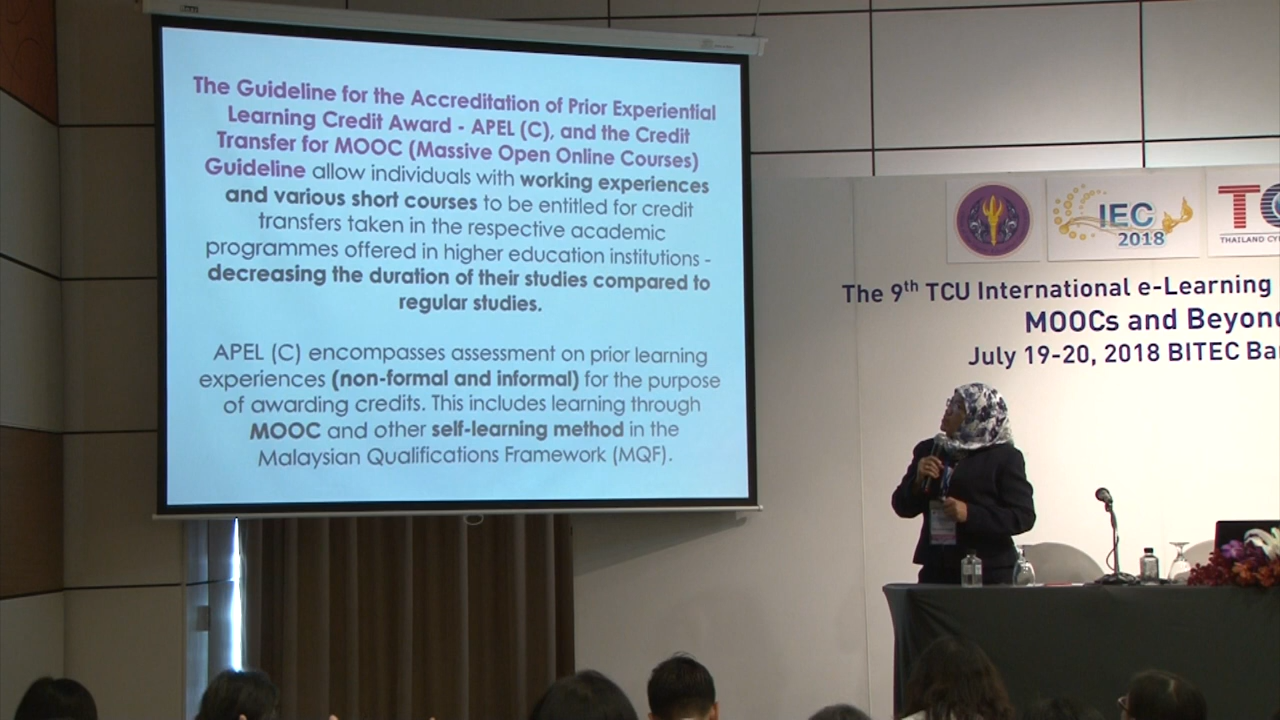 The Guideline for the Accreditation of Prior Experiential
Learning Credit Award - APEL (C), and the Credit
Transfer for MOOC (Massive Open Online Courses)
Guideline allow individuals with working experiences
and various short courses to be entitled for credit
transfers taken in the respective academic
programmes offered in higher education institutions -
decreasing the duration of their studies compared to
regular studies.
APEL (C) encompasses assessment on prior learning
experiences (non-formal and informal) for the purpose
of awarding credits. This includes learning through
MOOC and other self-learning method in the
Malaysian Qualifications Framework (MQF).
IEC
2018
TC
THAILAND CY
The 9th TCU International e-Learning
MOOCs and Beyond
July 19-20, 2018 BITEC Ba